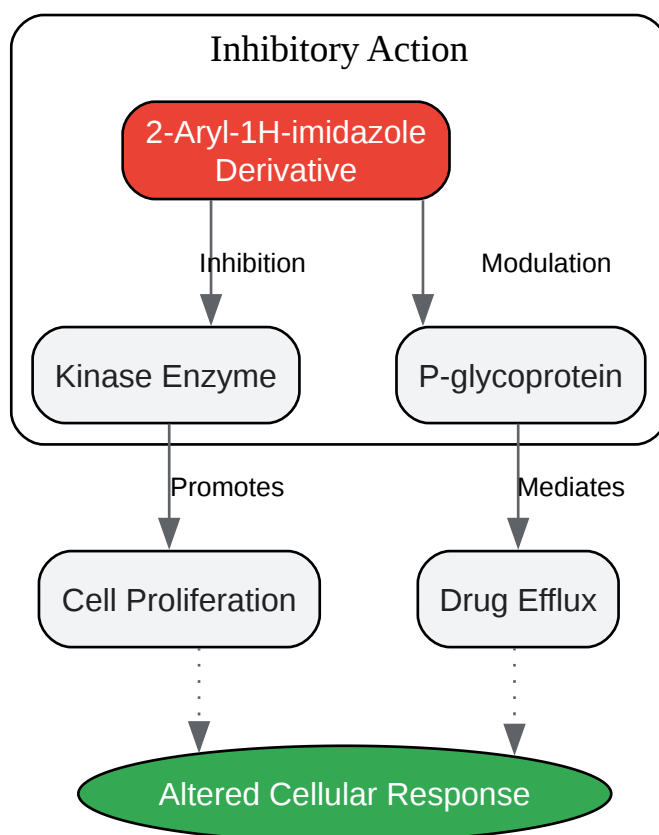 Inhibitory Action
2-Aryl-1H-imidazole
Derivative
Inhibition
Modulation
Kinase Enzyme
P-glycoprotein
Promotes
Mediates
Cell Proliferation
Drug Efflux
Altered Cellular Response